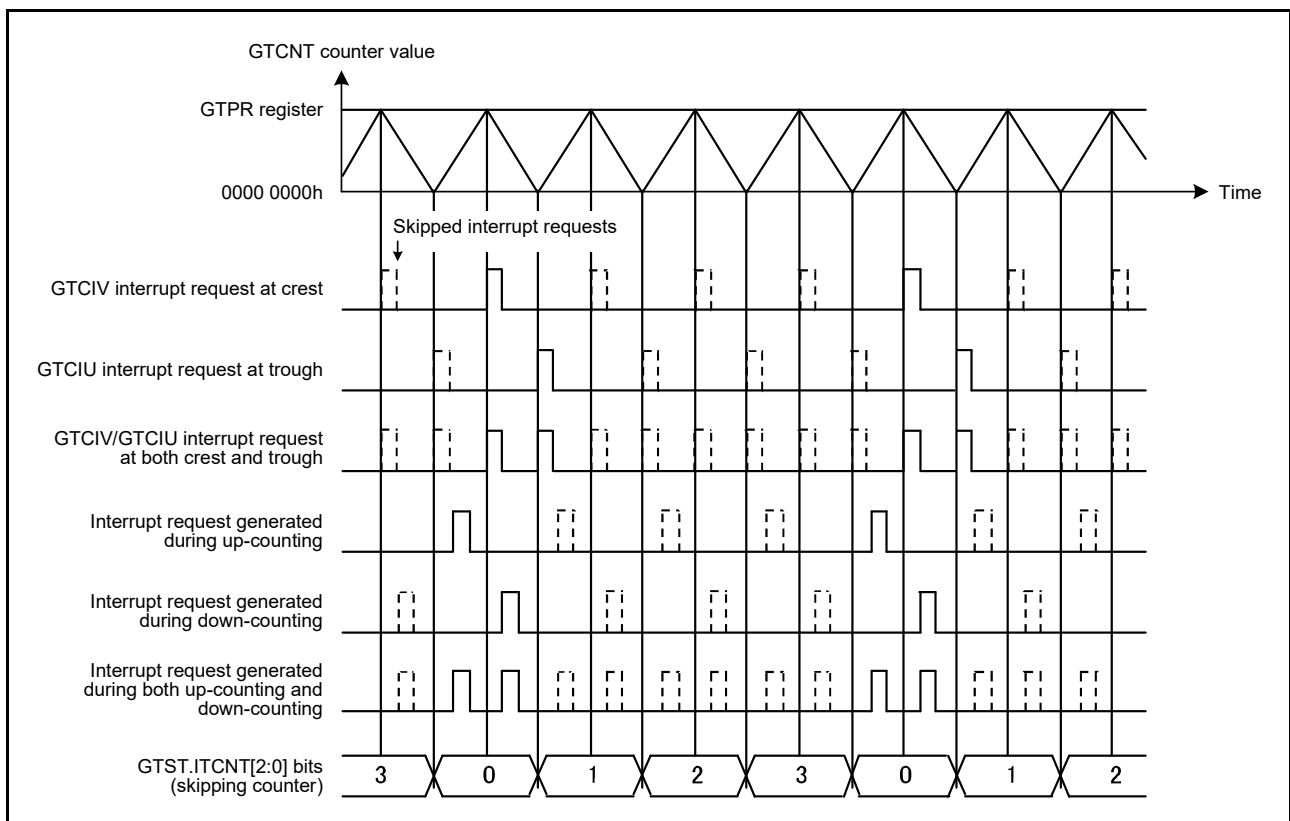 GTCNT counter value
GTPR register
0000 0000h
Time
Skipped interrupt requests
GTCIV interrupt request at crest
GTCIU interrupt request at trough
GTCIV/GTCIU interrupt request
at both crest and trough
Interrupt request generated
during up-counting
Interrupt request generated
during down-counting
Interrupt request generated
during both up-counting and
down-counting
GTST.ITCNT[2:0] bits
(skipping counter)
3 0 1 2 3 0 1 2